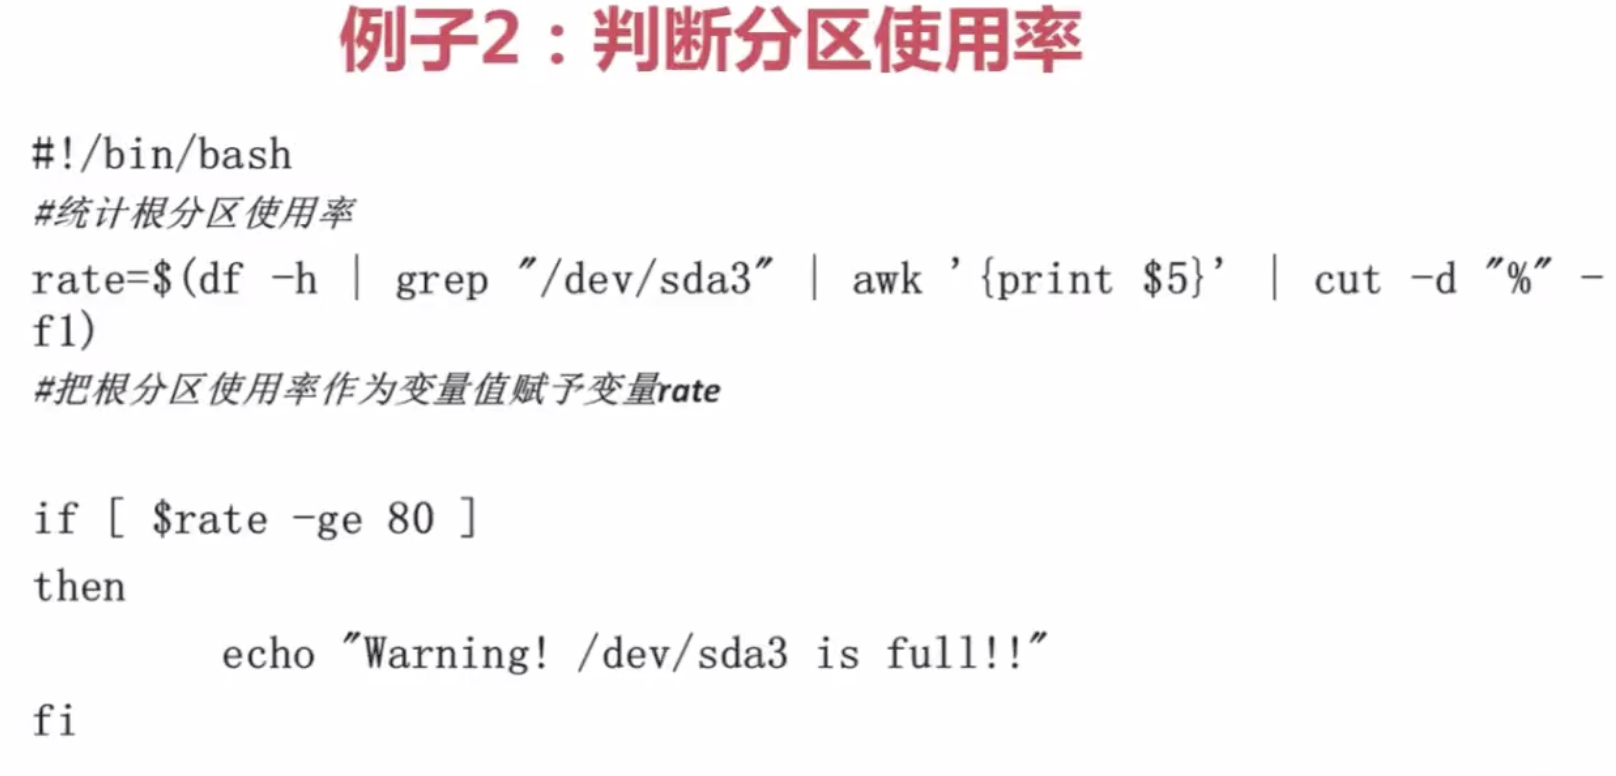 例子2：判断分区使用率
#!/bin/bash
#统计根分区使用率
rate=$(df -h | grep "/dev/sda3" | awk '{print $5}' | cut -d "%" -
f1)
#把根分区使用率作为变量值赋予变量rate
if [ $rate -ge 80 ]
then
echo "Warning! /dev/sda3 is full!!"
fi